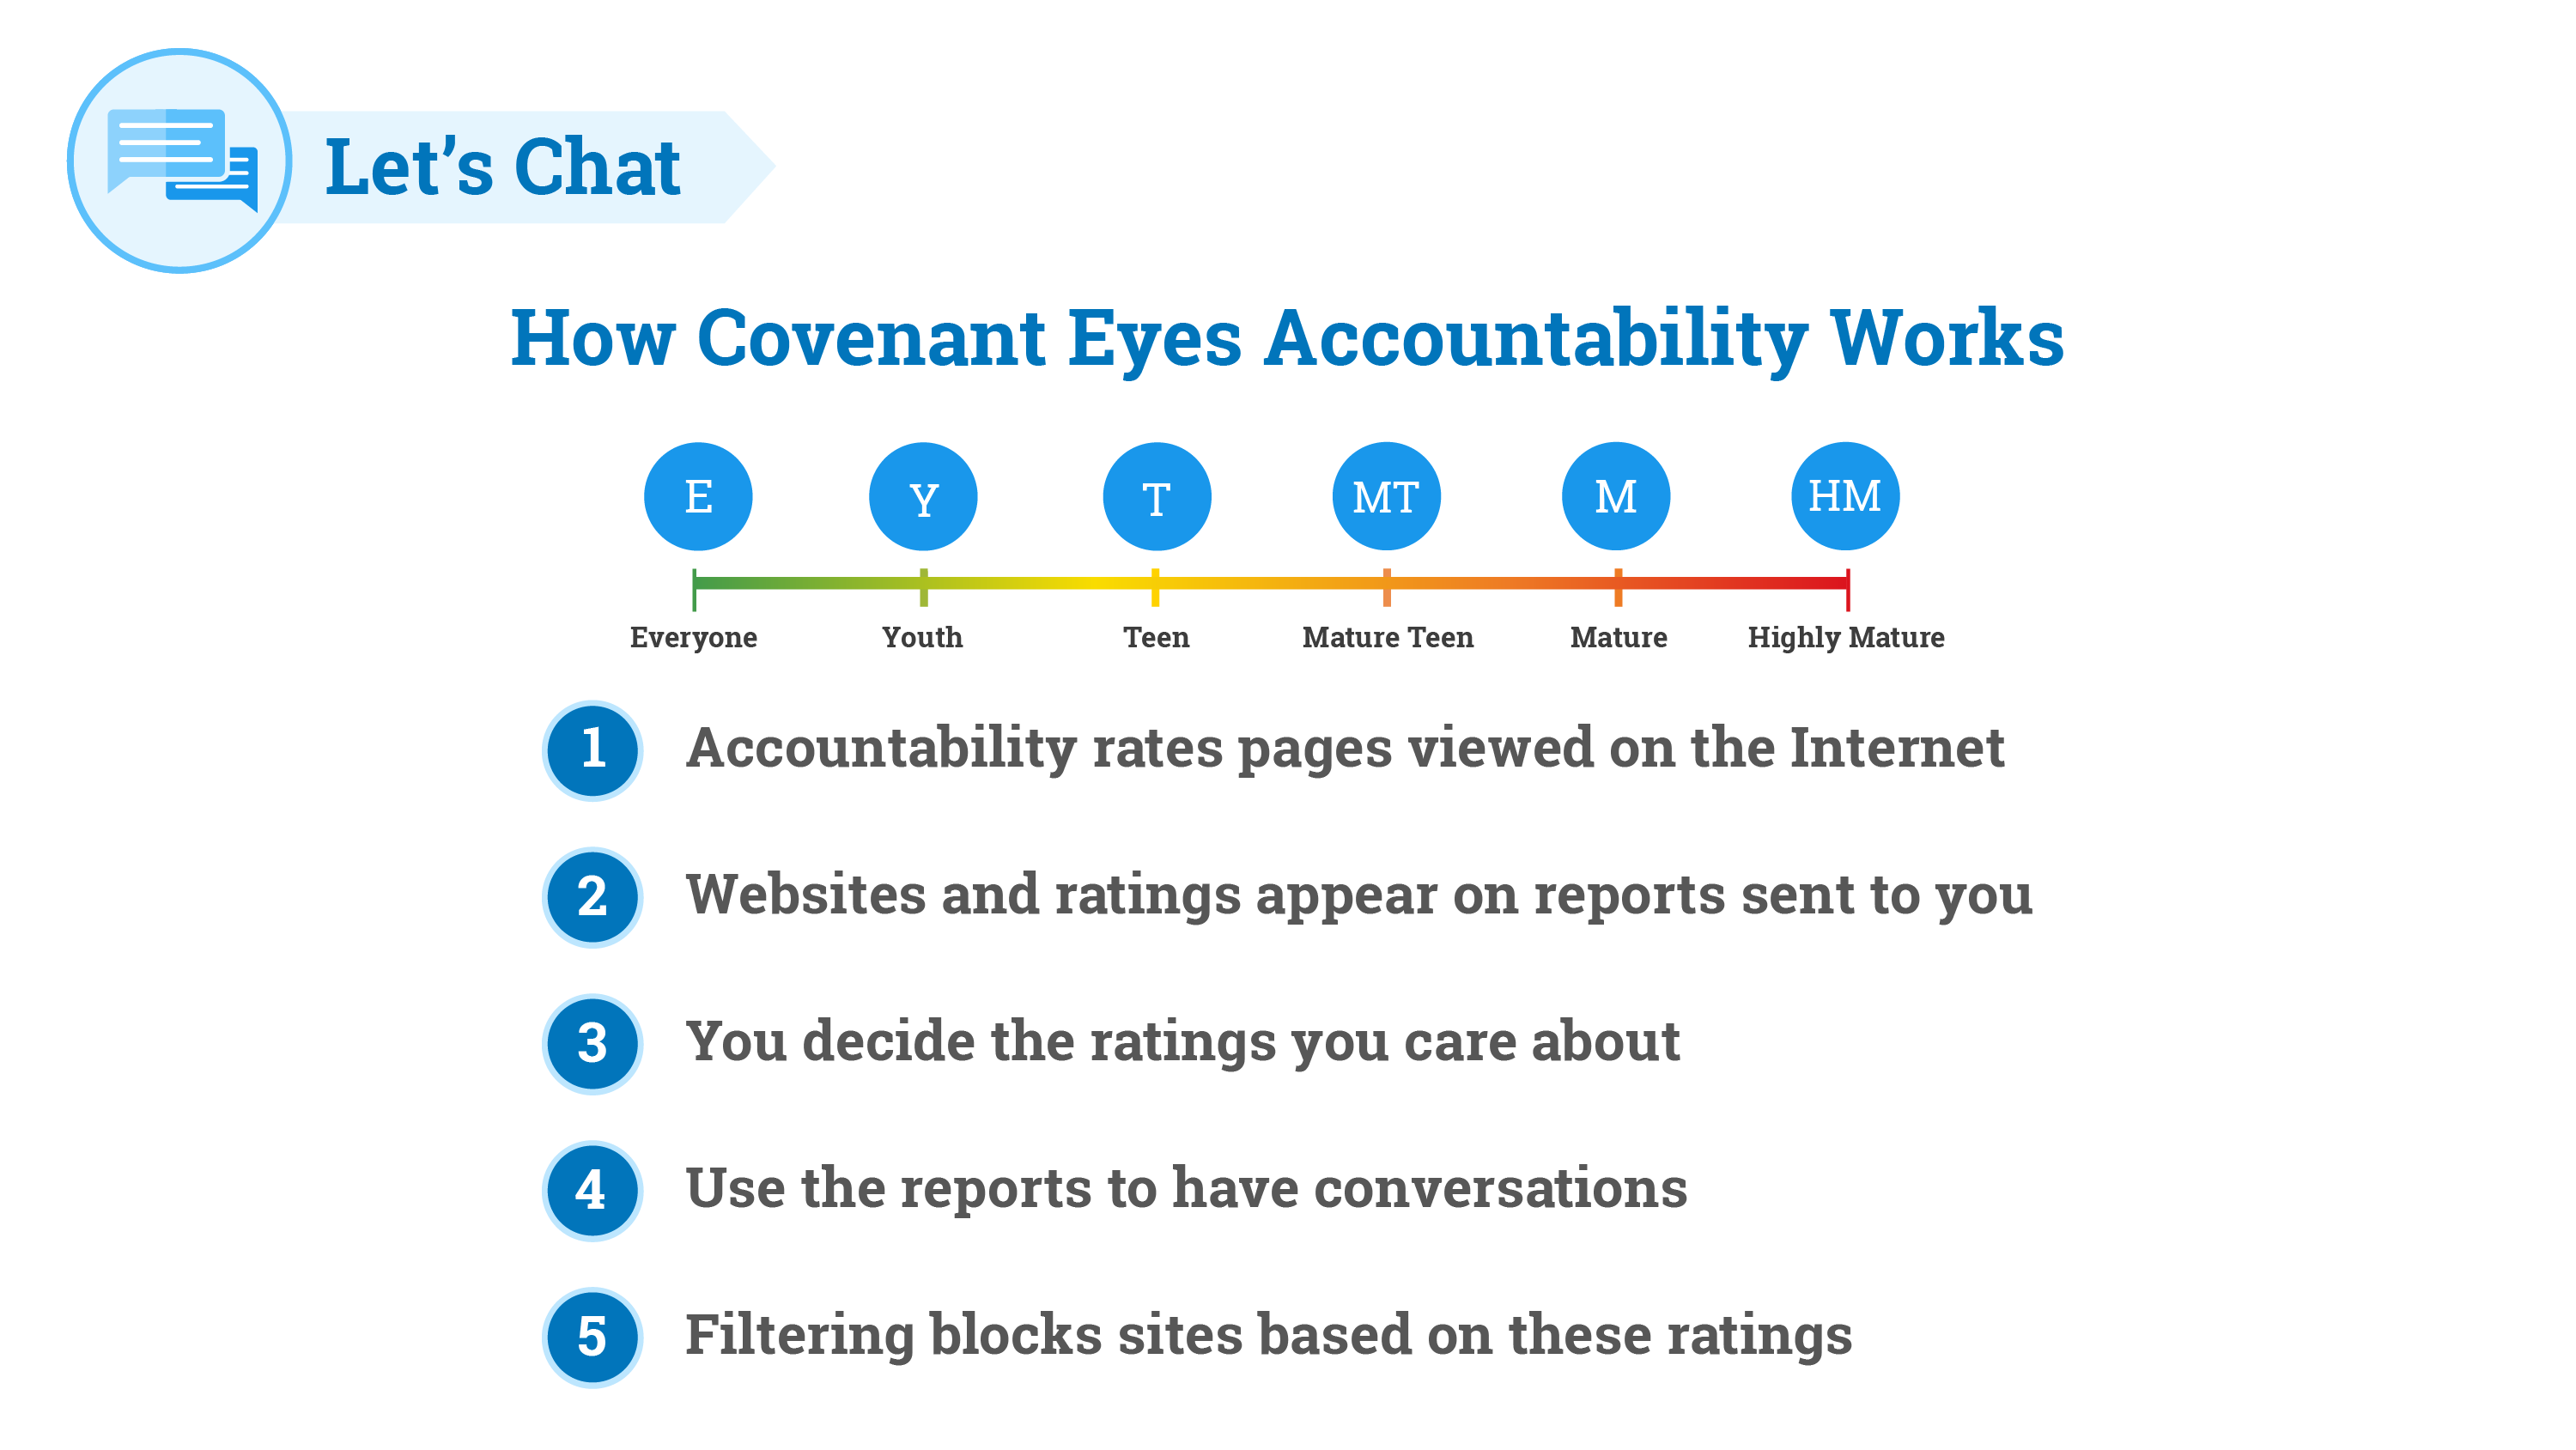 Let’s Chat
How Covenant Eyes Accountability Works
E Y T MT M HM
Everyone Youth Teen Mature Teen Mature Highly Mature
1 Accountability rates pages viewed on the Internet
2 Websites and ratings appear on reports sent to you
3 You decide the ratings you care about
4 Use the reports to have conversations
5 Filtering blocks sites based on these ratings